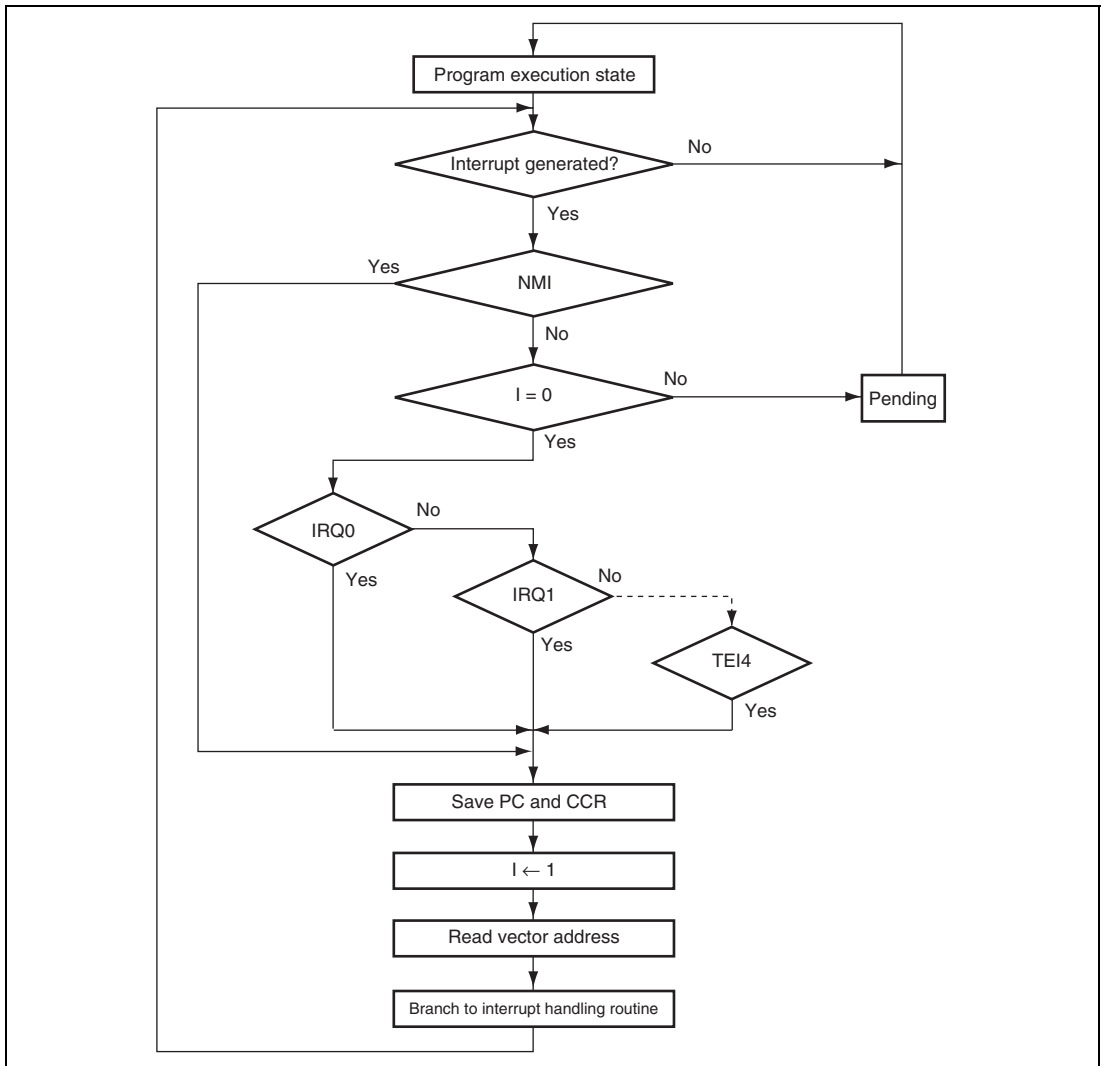 Program execution state
Interrupt generated?
No
Yes
Yes
NMI
No
I = 0
No
Pending
Yes
IRQ0
No
Yes
IRQ1
No
Yes
TEI4
Yes
Save PC and CCR
I ← 1
Read vector address
Branch to interrupt handling routine